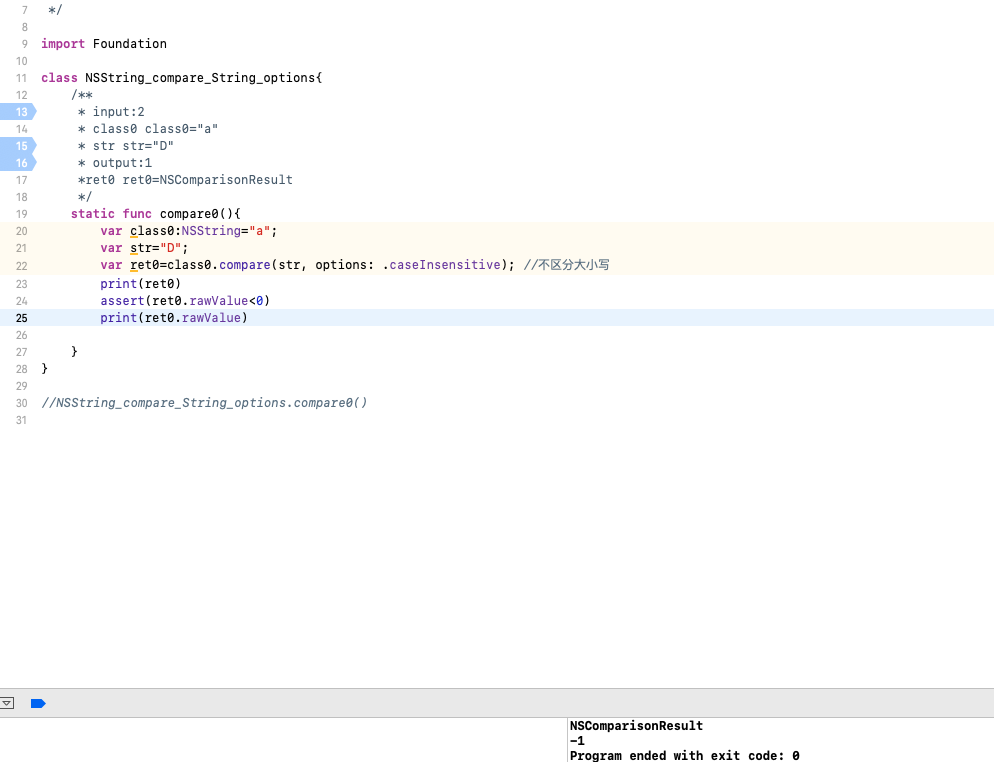 7 */
8
9 import Foundation
10
11 class NSString_compare_String_options{
12 /**
13 * input:2
14 * class0 class0="a"
15 * str str="D"
16 * output:1
17 *ret0 ret0=NSComparisonResult
18 */
19 static func compare0(){
20 var class0:NSString="a";
21 var str="D";
22 var ret0=class0.compare(str, options: .caseInsensitive); //不区分大小写
23 print(ret0)
24 assert(ret0.rawValue<0)
25 print(ret0.rawValue)
26
27 }
28 }
29
30 //NSString_compare_String_options.compare0()
31
NSComparisonResult
-1
Program ended with exit code: 0